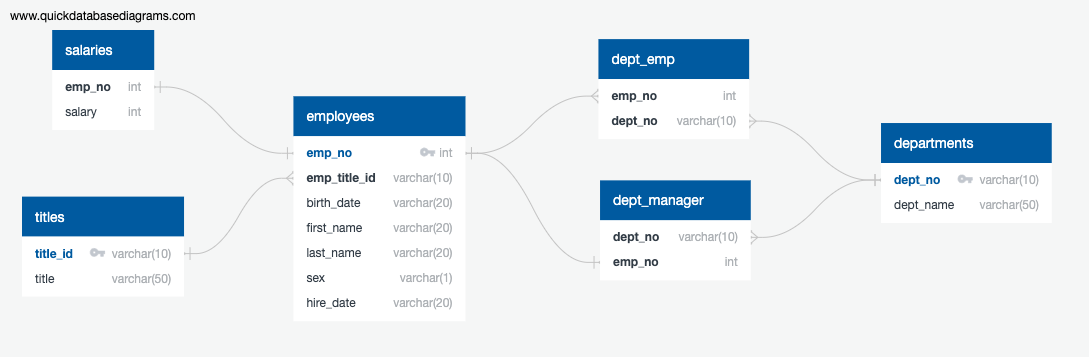 www.quickdatabasediagrams.com
salaries
emp_no int
salary int
titles
title_id varchar(10)
title varchar(50)
employees
emp_no int
emp_title_id varchar(10)
birth_date varchar(20)
first_name varchar(20)
last_name varchar(20)
sex varchar(1)
hire_date varchar(20)
dept_emp
emp_no int
dept_no varchar(10)
dept_manager
dept_no varchar(10)
emp_no int
departments
dept_no varchar(10)
dept_name varchar(50)